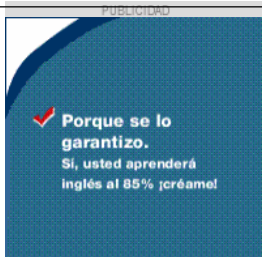 PUBLICIDAD
Porque se lo
garantizo.
Sí, usted aprenderá
inglés al 85% ¡créame!